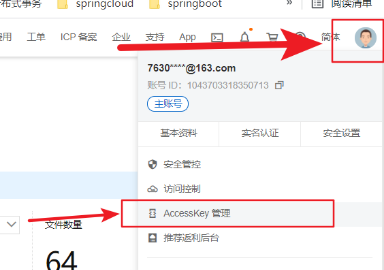 布式事务 springcloud springboot » 阅读清单
费用 工单 ICP 备案 企业 支持 App 简体
7630****@163.com
账号 ID：1043703318350713
主账号
基本资料 实名认证 安全设置
安全管控
访问控制
AccessKey 管理
推荐返利后台
文件数量
64